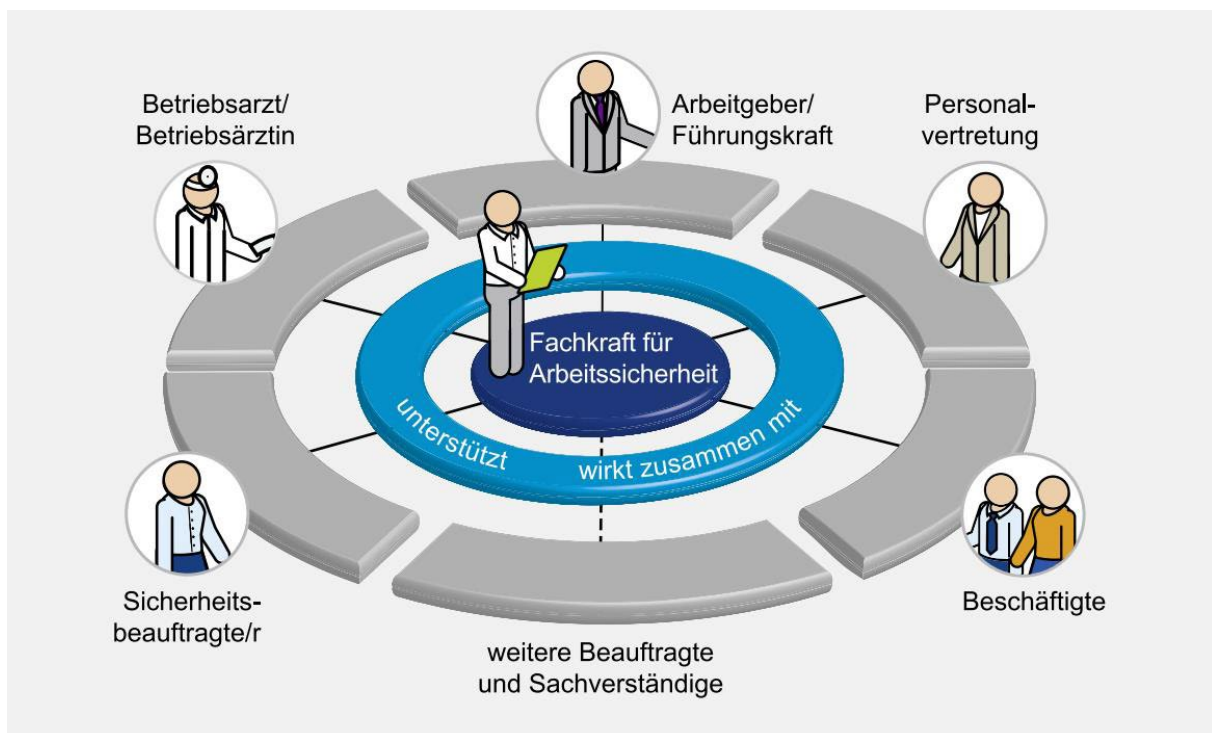 Betriebsarzt/
Betriebsärztin
Arbeitgeber/
Führungskraft
Personal-
vertretung
Fachkraft für
Arbeitssicherheit
unterstützt
wirkt zusammen mit
Sicherheits-
beauftragte/r
weitere Beauftragte
und Sachverständige
Beschäftigte